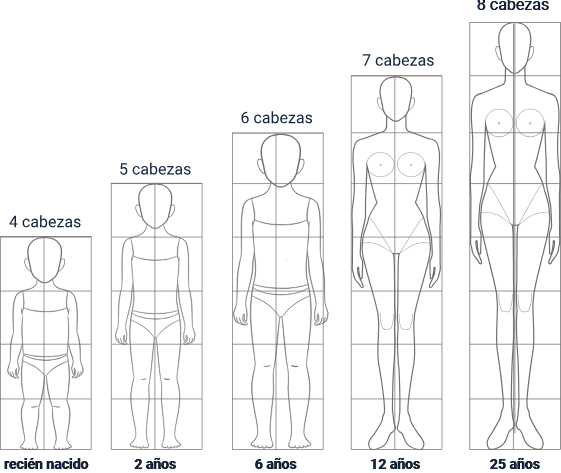 8 cabezas
7 cabezas
6 cabezas
5 cabezas
4 cabezas
recién nacido
2 años
6 años
12 años
25 años